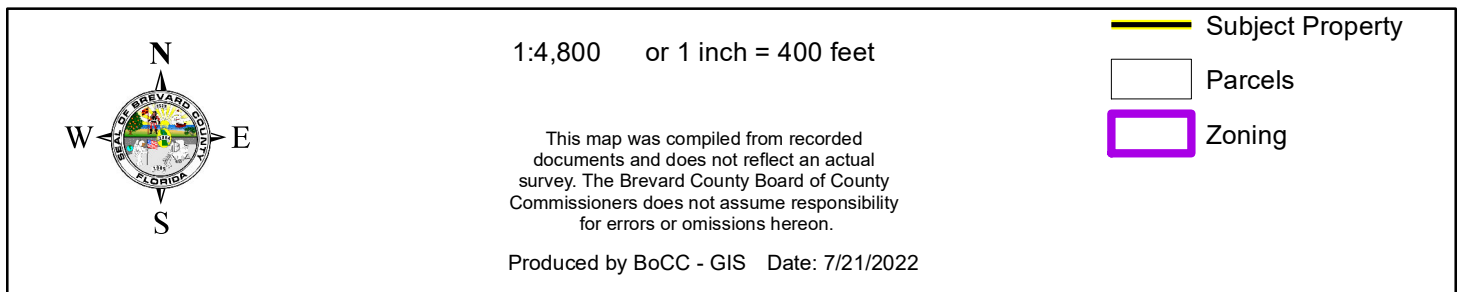 N
W
E
S
SEAL OF BREVARD COUNTY
FLORIDA
1:4,800 or 1 inch = 400 feet
This map was compiled from recorded
documents and does not reflect an actual
survey. The Brevard County Board of County
Commissioners does not assume responsibility
for errors or omissions hereon.
Produced by BoCC - GIS Date: 7/21/2022
Subject Property
Parcels
Zoning